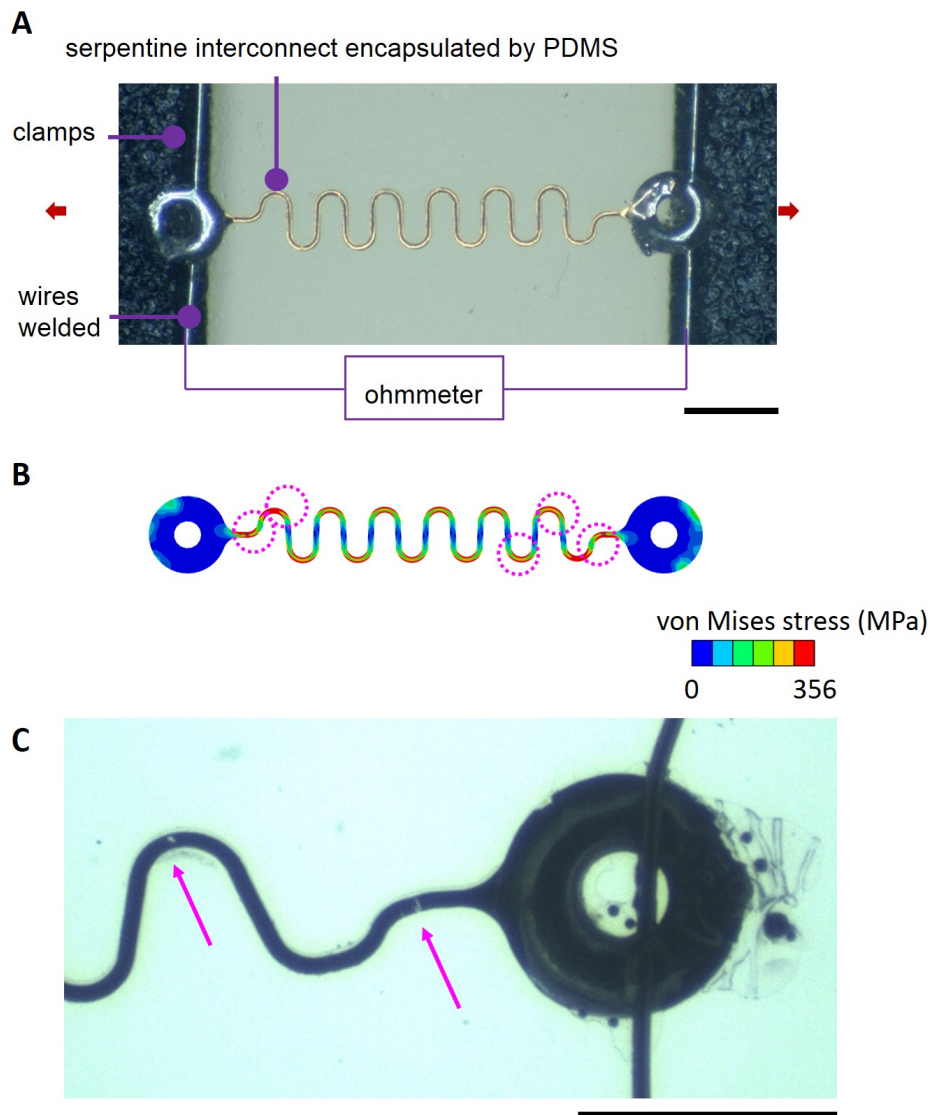 A
serpentine interconnect encapsulated by PDMS
clamps
wires
welded
ohmmeter
B
von Mises stress (MPa)
0 356
C